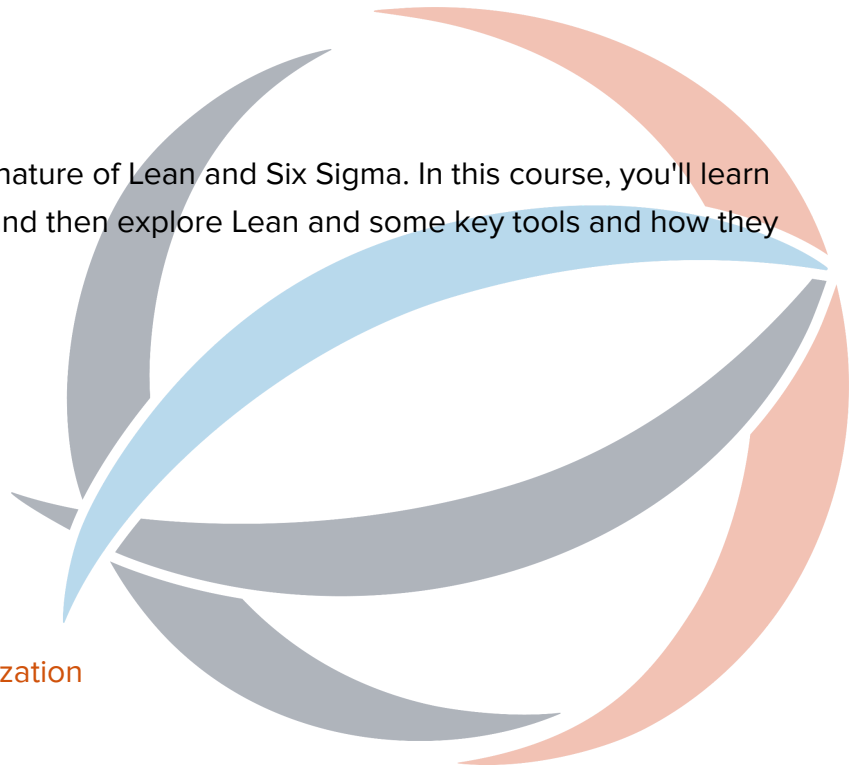 nature of Lean and Six Sigma. In this course, you'll learn
nd then explore Lean and some key tools and how they
zation